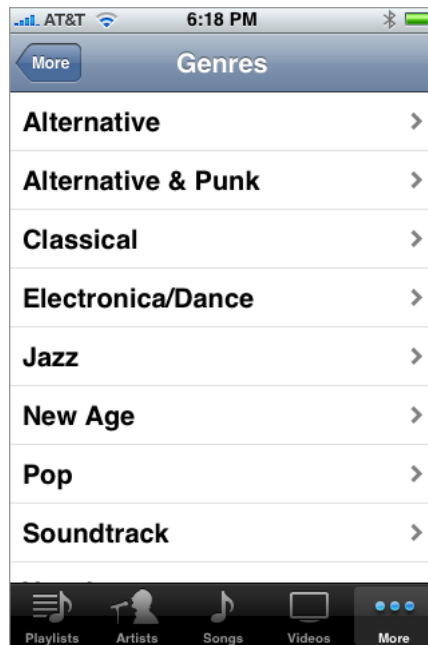 AT&T 6:18 PM
More Genres
Alternative
Alternative & Punk
Classical
Electronica/Dance
Jazz
New Age
Pop
Soundtrack
Playlists Artists Songs Videos More